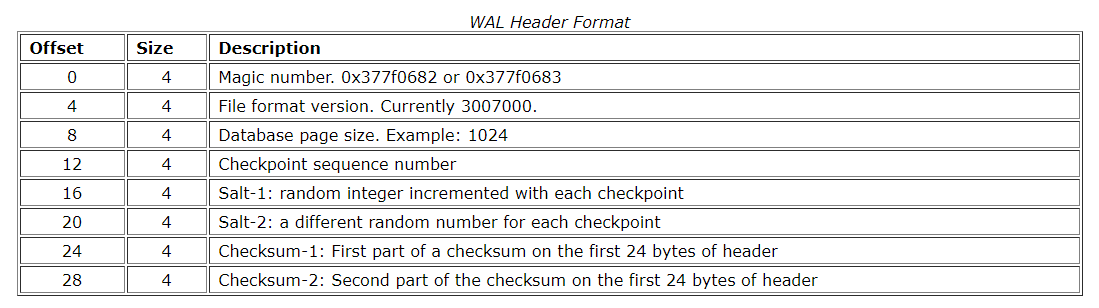 WAL Header Format
Offset Size Description
0 4 Magic number. 0x377f0682 or 0x377f0683
4 4 File format version. Currently 3007000.
8 4 Database page size. Example: 1024
12 4 Checkpoint sequence number
16 4 Salt-1: random integer incremented with each checkpoint
20 4 Salt-2: a different random number for each checkpoint
24 4 Checksum-1: First part of a checksum on the first 24 bytes of header
28 4 Checksum-2: Second part of the checksum on the first 24 bytes of header